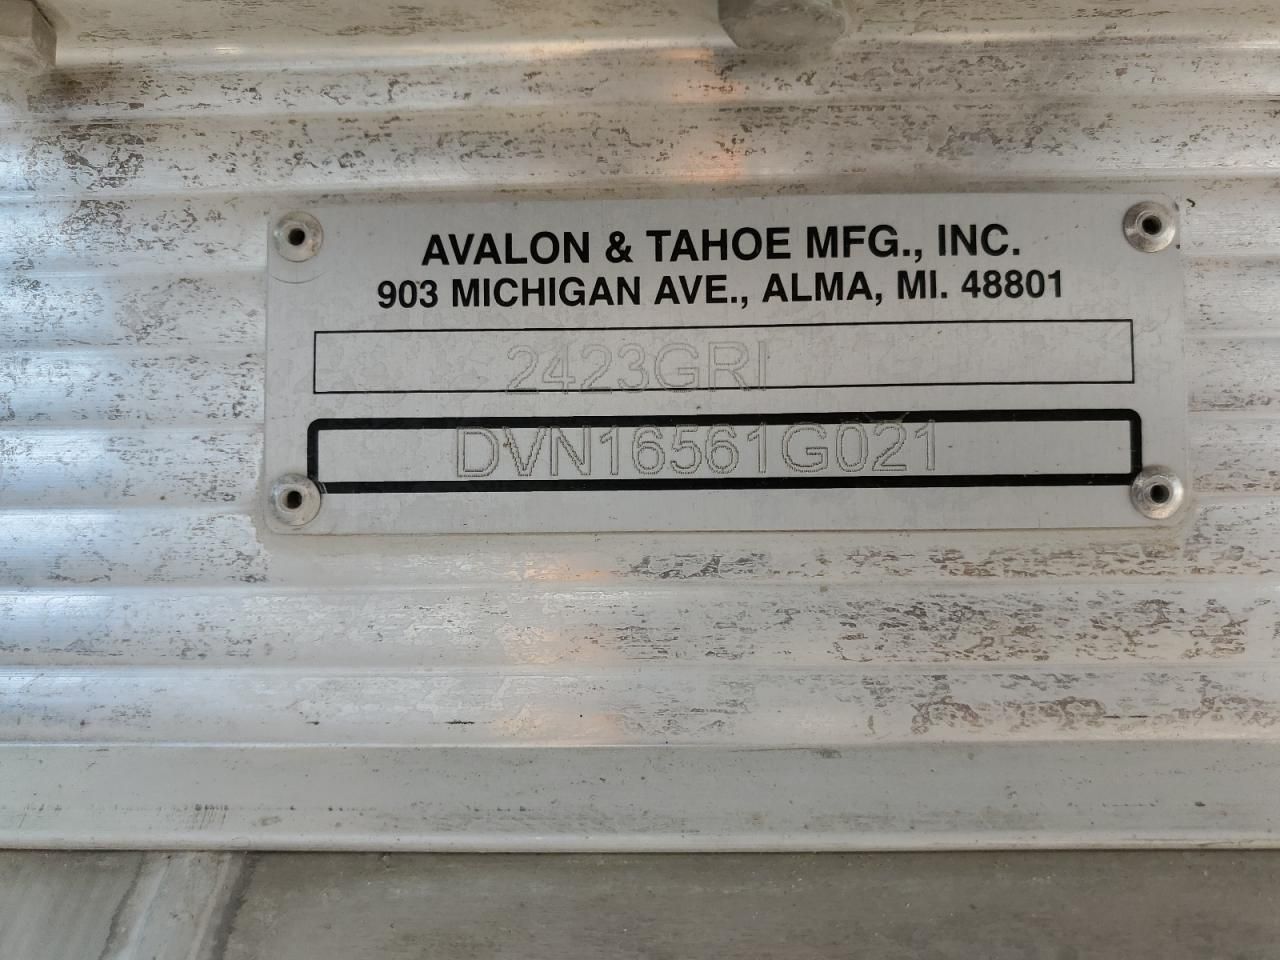 AVALON & TAHOE MFG., INC.
903 MICHIGAN AVE., ALMA, MI. 48801
2423GRI
DVN16561G021